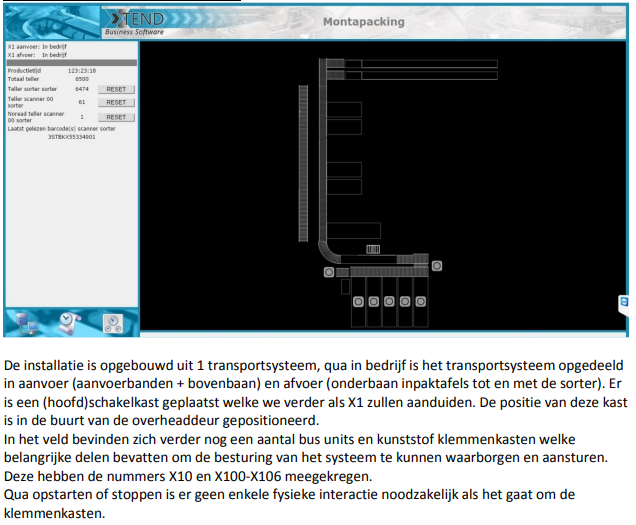 XTEND
Business Software
Montapacking
X1 aanvoer: In bedrijf
X1 afvoer: In bedrijf
Productietijd 123:23:18
Totaal teller 6500
Teller sorter sorter 6474 RESET
Teller scanner 00 sorter 61 RESET
Noread teller scanner 00 sorter 1 RESET
Laatst gelezen barcode(s) scanner sorter
3STBKX55334901
De installatie is opgebouwd uit 1 transportsysteem, qua in bedrijf is het transportsysteem opgedeeld
in aanvoer (aanvoerbanden + bovenbaan) en afvoer (onderbaan inpaktafels tot en met de sorter). Er
is een (hoofd)schakelkast geplaatst welke we verder als X1 zullen aanduiden. De positie van deze kast
is in de buurt van de overheaddeur gepositioneerd.
In het veld bevinden zich verder nog een aantal bus units en kunststof klemmenkasten welke
belangrijke delen bevatten om de besturing van het systeem te kunnen waarborgen en aansturen.
Deze hebben de nummers X10 en X100-X106 meegekregen.
Qua opstarten of stoppen is er geen enkele fysieke interactie noodzakelijk als het gaat om de
klemmenkasten.